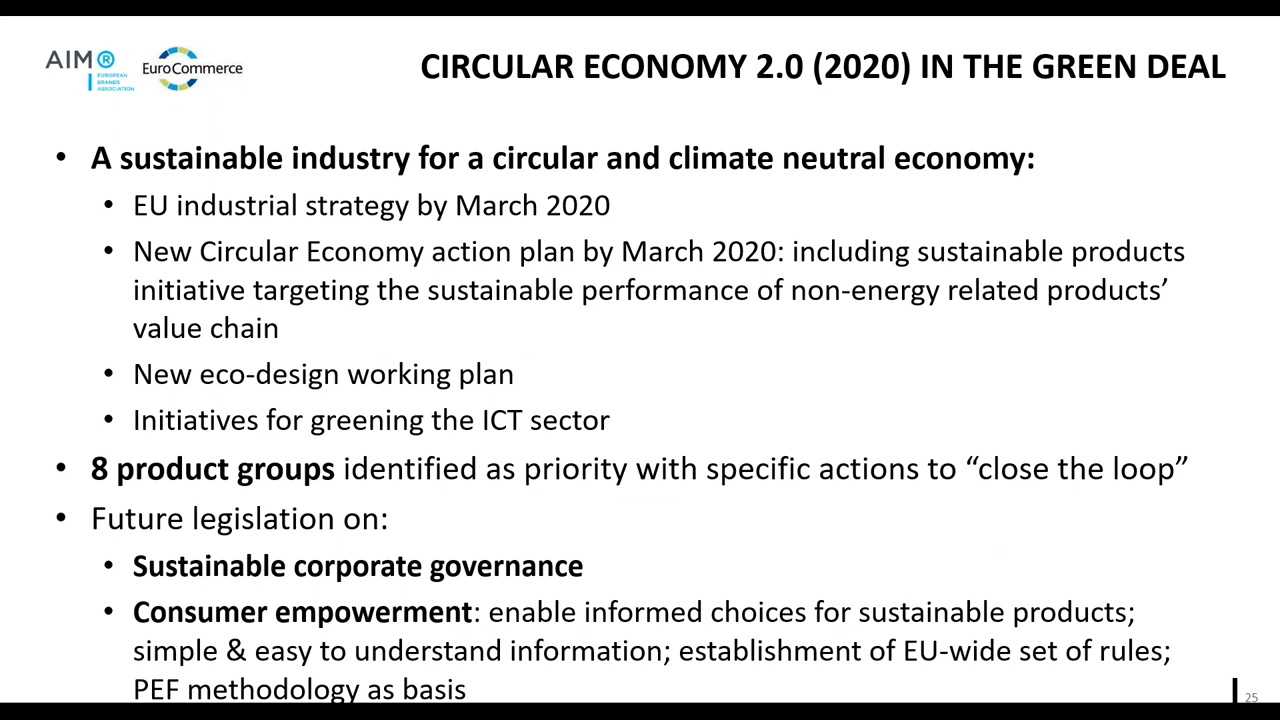 AIM®
EUROPEAN
BRANDS
ASSOCIATION
EuroCommerce
CIRCULAR ECONOMY 2.0 (2020) IN THE GREEN DEAL
• A sustainable industry for a circular and climate neutral economy:
• EU industrial strategy by March 2020
• New Circular Economy action plan by March 2020: including sustainable products
initiative targeting the sustainable performance of non-energy related products’
value chain
• New eco-design working plan
• Initiatives for greening the ICT sector
• 8 product groups identified as priority with specific actions to “close the loop”
• Future legislation on:
• Sustainable corporate governance
• Consumer empowerment: enable informed choices for sustainable products;
simple & easy to understand information; establishment of EU-wide set of rules;
PEF methodology as basis
25